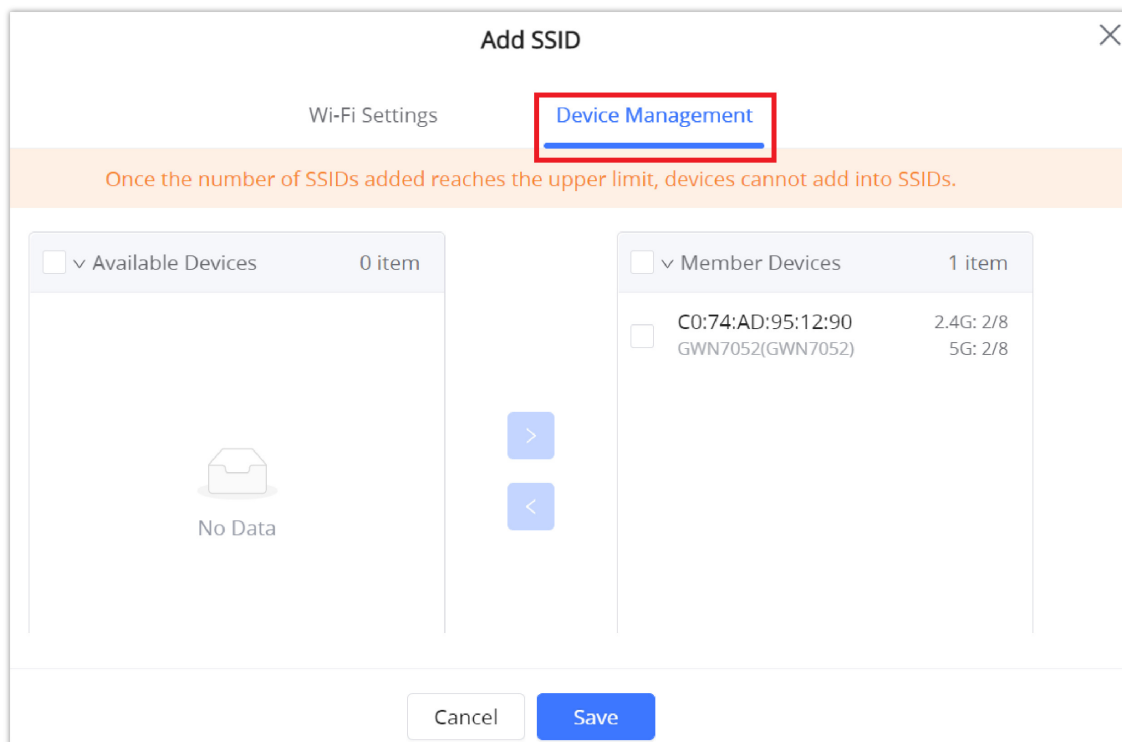 Add SSID
Wi-Fi Settings
Device Management
Once the number of SSIDs added reaches the upper limit, devices cannot add into SSIDs.
Available Devices 0 item
No Data
Member Devices 1 item
C0:74:AD:95:12:90 2.4G: 2/8
GWN7052(GWN7052) 5G: 2/8
Cancel
Save